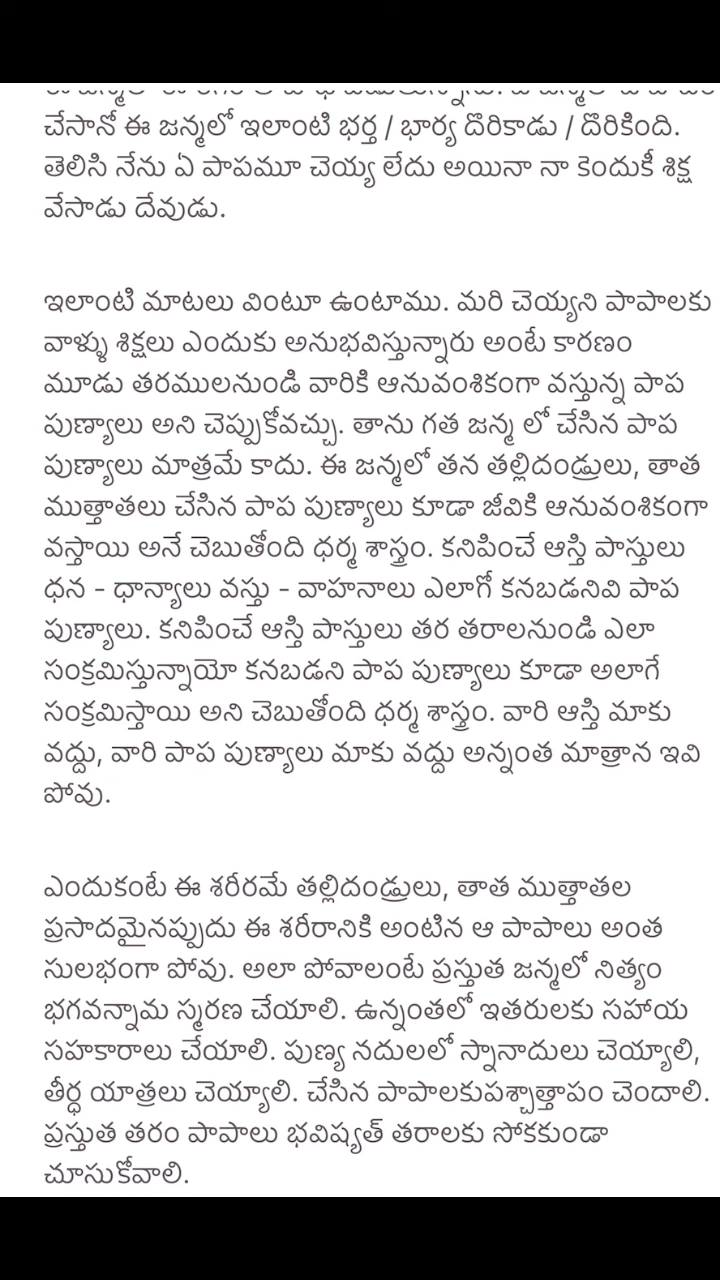 చేసానో ఈ జన్మలో ఇలాంటి భర్త / భార్య దొరికాడు / దొరికింది.
తెలిసి నేను ఏ పాపమూ చెయ్య లేదు అయినా నా కెందుకీ శిక్ష
వేసాడు దేవుడు.
ఇలాంటి మాటలు వింటూ ఉంటాము. మరి చెయ్యని పాపాలకు
వాళ్ళు శిక్షలు ఎందుకు అనుభవిస్తున్నారు అంటే కారణం
మూడు తరములనుండి వారికి ఆనువంశికంగా వస్తున్న పాప
పుణ్యాలు అని చెప్పుకోవచ్చు. తాను గత జన్మ లో చేసిన పాప
పుణ్యాలు మాత్రమే కాదు. ఈ జన్మలో తన తల్లిదండ్రులు, తాత
ముత్తాతలు చేసిన పాప పుణ్యాలు కూడా జీవికి ఆనువంశికంగా
వస్తాయి అనే చెబుతోంది ధర్మ శాస్త్రం. కనిపించే ఆస్తి పాస్తులు
ధన - ధాన్యాలు వస్తు - వాహనాలు ఎలాగో కనబడనివి పాప
పుణ్యాలు. కనిపించే ఆస్తి పాస్తులు తర తరాలనుండి ఎలా
సంక్రమిస్తున్నాయో కనబడని పాప పుణ్యాలు కూడా అలాగే
సంక్రమిస్తాయి అని చెబుతోంది ధర్మ శాస్త్రం. వారి ఆస్తి మాకు
వద్దు, వారి పాప పుణ్యాలు మాకు వద్దు అన్నంత మాత్రాన ఇవి
పోవు.
ఎందుకంటే ఈ శరీరమే తల్లిదండ్రులు, తాత ముత్తాతల
ప్రసాదమైనప్పుదు ఈ శరీరానికి అంటిన ఆ పాపాలు అంత
సులభంగా పోవు. అలా పోవాలంటే ప్రస్తుత జన్మలో నిత్యం
భగవన్నామ స్మరణ చేయాలి. ఉన్నంతలో ఇతరులకు సహాయ
సహకారాలు చేయాలి. పుణ్య నదులలో స్నానాదులు చెయ్యాలి,
తీర్ధ యాత్రలు చెయ్యాలి. చేసిన పాపాలకుపశ్చాత్తాపం చెందాలి.
ప్రస్తుత తరం పాపాలు భవిష్యత్ తరాలకు సోకకుండా
చూసుకోవాలి.